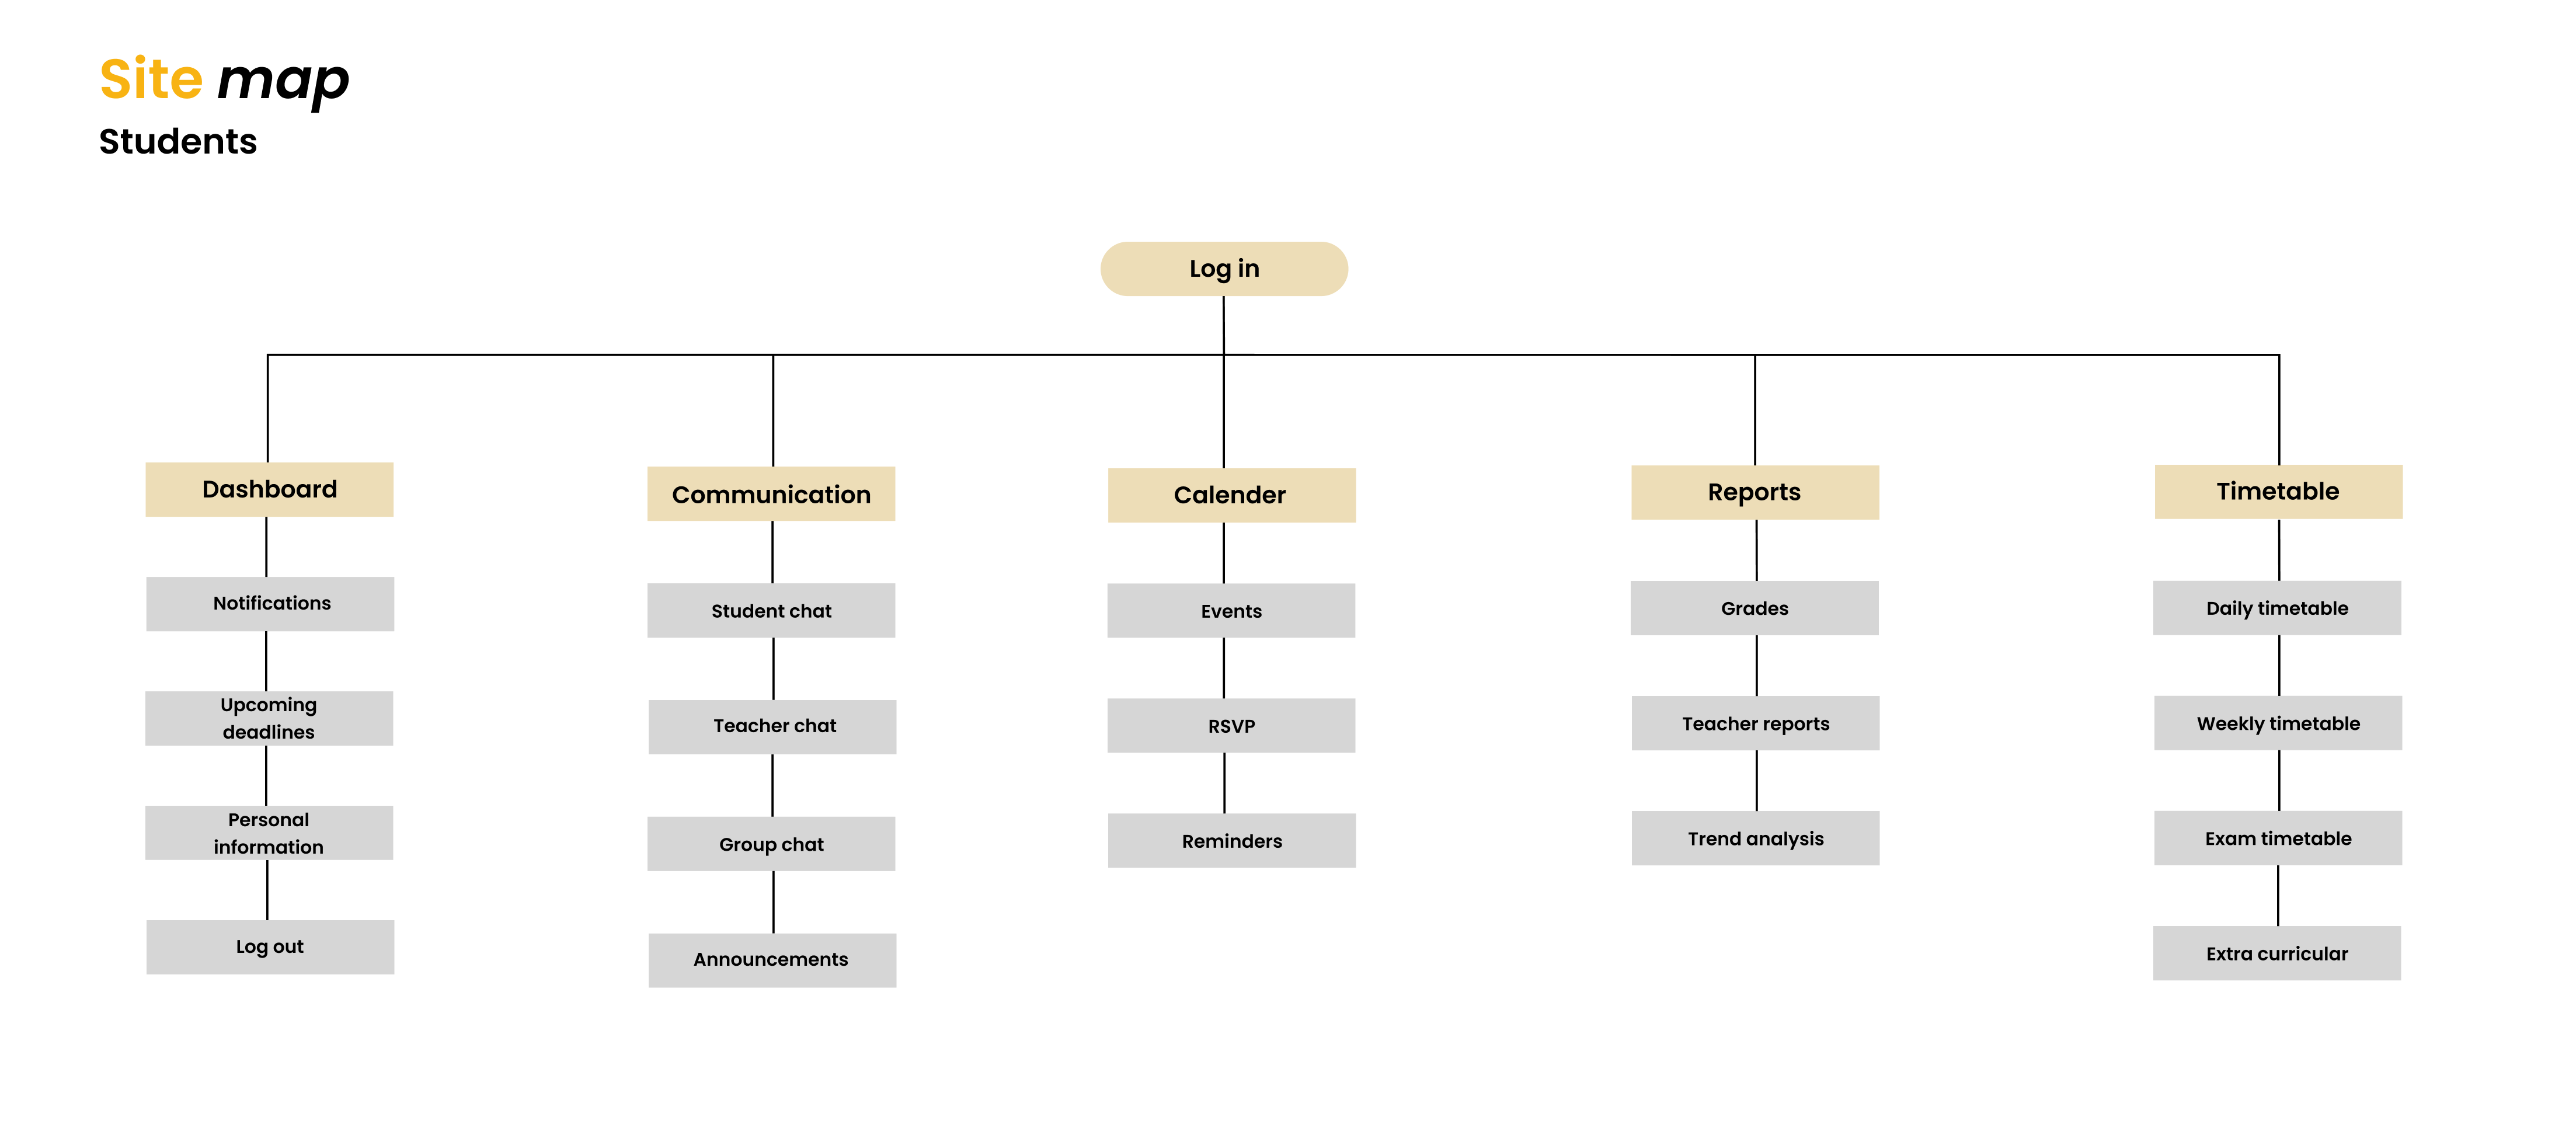 Site map
Students
Log in
Dashboard
Notifications
Upcoming
deadlines
Personal
information
Log out
Communication
Student chat
Teacher chat
Group chat
Announcements
Calender
Events
RSVP
Reminders
Reports
Grades
Teacher reports
Trend analysis
Timetable
Daily timetable
Weekly timetable
Exam timetable
Extra curricular